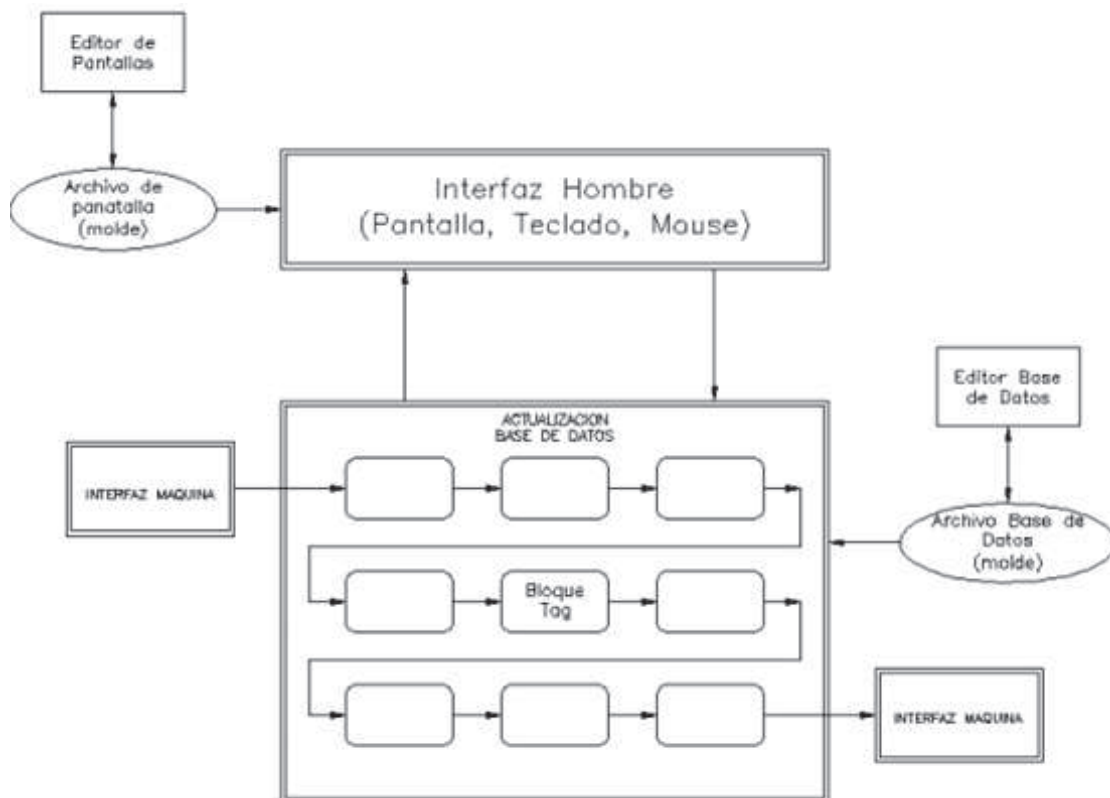 Editor de
Pantallas
Archivo de
panatalla
(molde)
Interfaz Hombre
(Pantalla, Teclado, Mouse)
Editor Base
de Datos
ACTUALIZACION
BASE DE DATOS
INTERFAZ MAQUINA
Archivo Base de
Datos
(molde)
Bloque
Tag
INTERFAZ MAQUINA